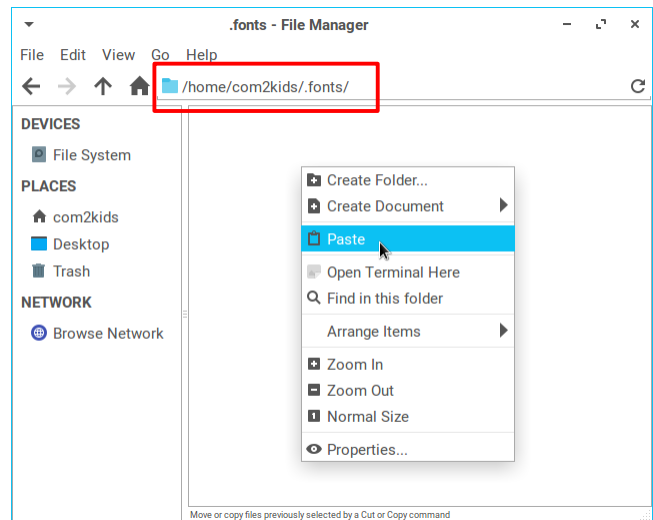 .fonts - File Manager
File Edit View Go Help
/home/com2kids/.fonts/
DEVICES
File System
PLACES
com2kids
Desktop
Trash
NETWORK
Browse Network
Create Folder...
Create Document
Paste
Open Terminal Here
Find in this folder
Arrange Items
Zoom In
Zoom Out
Normal Size
Properties...
Move or copy files previously selected by a Cut or Copy command